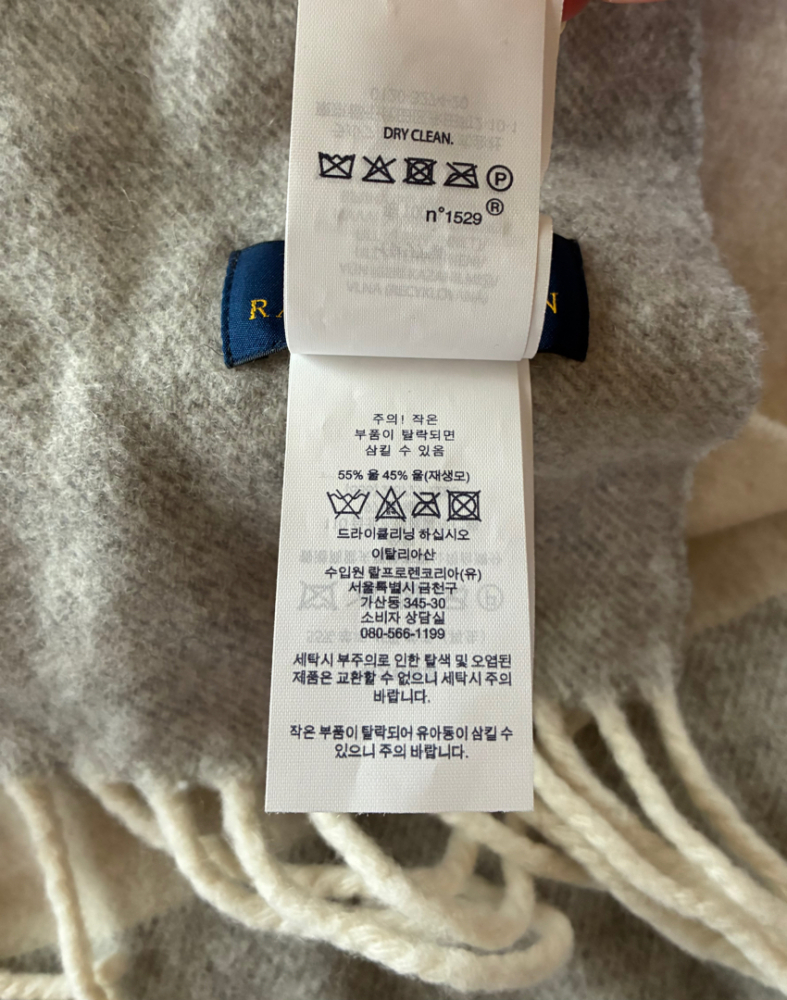 DRY CLEAN.
P
n°1529 ®
R
N
주의! 작은
부품이 탈락되면
삼킬 수 있음
55% 울 45% 울(재생모)
드라이클리닝 하십시오
이탈리아산
수입원 랄프로렌코리아(유)
서울특별시 금천구
가산동 345-30
소비자 상담실
080-566-1199
세탁시 부주의로 인한 탈색 및 오염된
제품은 교환할 수 없으니 세탁시 주의
바랍니다.
작은 부품이 탈락되어 유아동이 삼킬 수
있으니 주의 바랍니다.